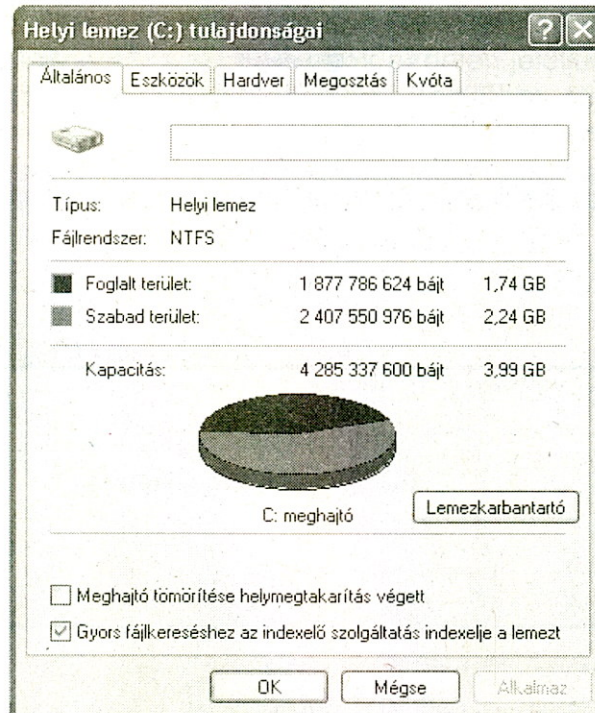 Helyi lemez (C:) tulajdonságai
Általános Eszközök Hardver Megosztás Kvóta
Típus: Helyi lemez
Fájlrendszer: NTFS
Foglalt terület: 1 877 786 624 bájt 1,74 GB
Szabad terület: 2 407 550 976 bájt 2,24 GB
Kapacitás: 4 285 337 600 bájt 3,99 GB
C: meghajtó Lemezkarbantartó
Meghajtó tömörítése helymegtakarítás végett
Gyors fájlkereséshez az indexelő szolgáltatás indexelje a lemezt
OK Mégse Alkalmaz